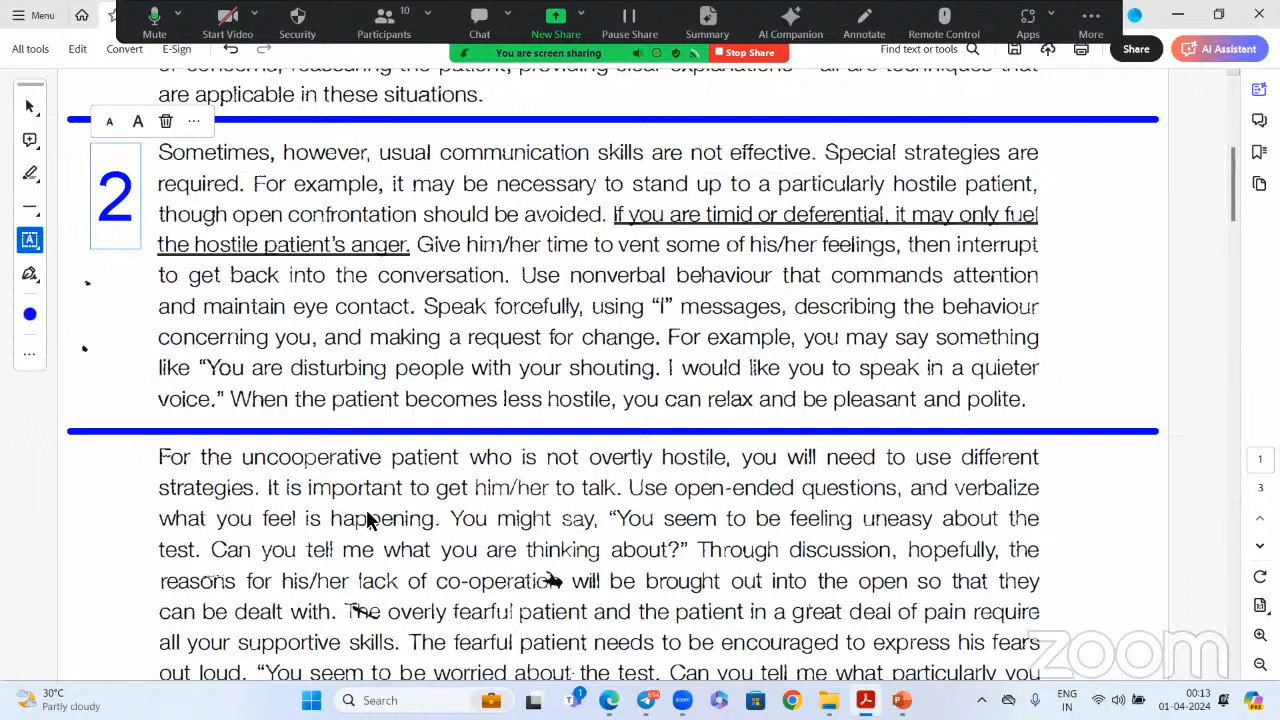 Menu
10
Mute
Start Video
Security
Participants
Chat
New Share
Pause Share
Summary
AI Companion
Annotate
Remote Control
Apps
More
All tools
Edit
Convert
E-Sign
You are screen sharing
Stop Share
Find text or tools
Share
AI Assistant
are applicable in these situations.
2
Sometimes, however, usual communication skills are not effective. Special strategies are
required. For example, it may be necessary to stand up to a particularly hostile patient,
though open confrontation should be avoided. If you are timid or deferential, it may only fuel
the hostile patient's anger. Give him/her time to vent some of his/her feelings, then interrupt
to get back into the conversation. Use nonverbal behaviour that commands attention
and maintain eye contact. Speak forcefully, using "I" messages, describing the behaviour
concerning you, and making a request for change. For example, you may say something
like "You are disturbing people with your shouting. I would like you to speak in a quieter
voice." When the patient becomes less hostile, you can relax and be pleasant and polite.
For the uncooperative patient who is not overtly hostile, you will need to use different
strategies. It is important to get him/her to talk. Use open-ended questions, and verbalize
what you feel is happening. You might say, "You seem to be feeling uneasy about the
test. Can you tell me what you are thinking about?" Through discussion, hopefully, the
reasons for his/her lack of co-operation will be brought out into the open so that they
can be dealt with. The overly fearful patient and the patient in a great deal of pain require
all your supportive skills. The fearful patient needs to be encouraged to express his fears
out loud. "You seem to be worried about the test. Can you tell me what particularly you
1
3
zoom
30°C
Partly cloudy
Search
1
694
ENG
IN
00:13
01-04-2024